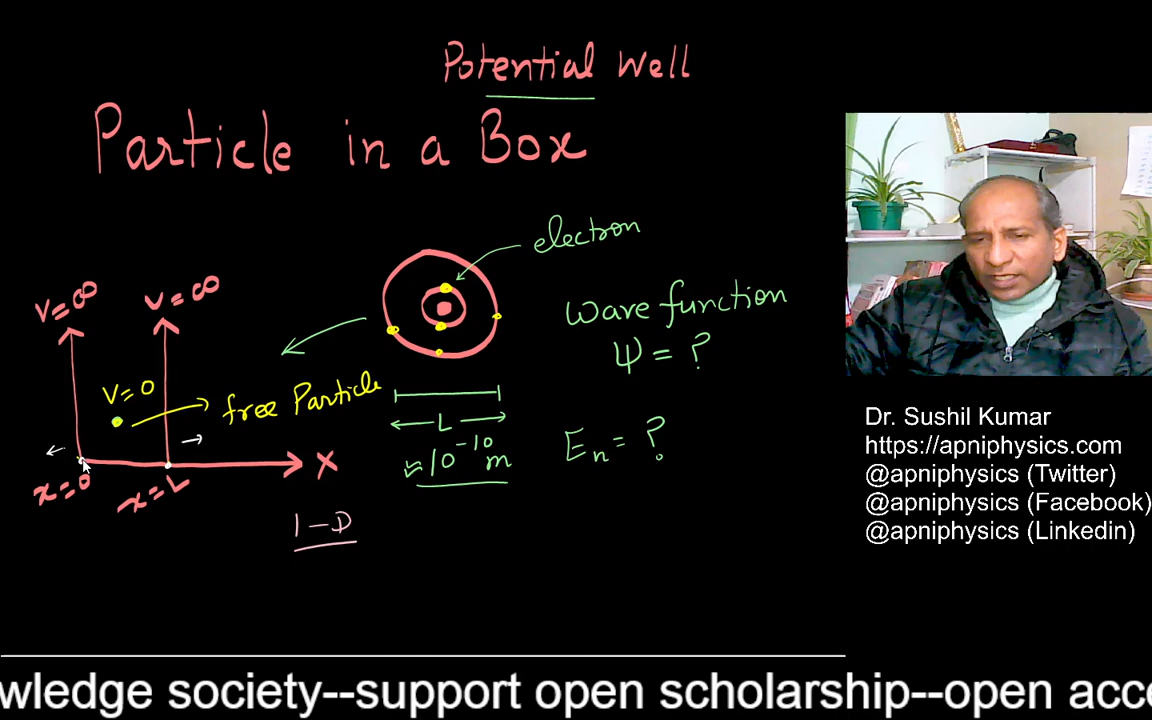 Potential Well
Particle in a Box
electron
V=∞
V=∞
V=0
free Particle
wave function
ψ = ?
L
≈10⁻¹⁰ m
Eₙ = ?
x=0
x=L
X
1-D
Dr. Sushil Kumar
https://apniphysics.com
@apniphysics (Twitter)
@apniphysics (Facebook)
@apniphysics (Linkedin)
wledge society--support open scholarship--open acce